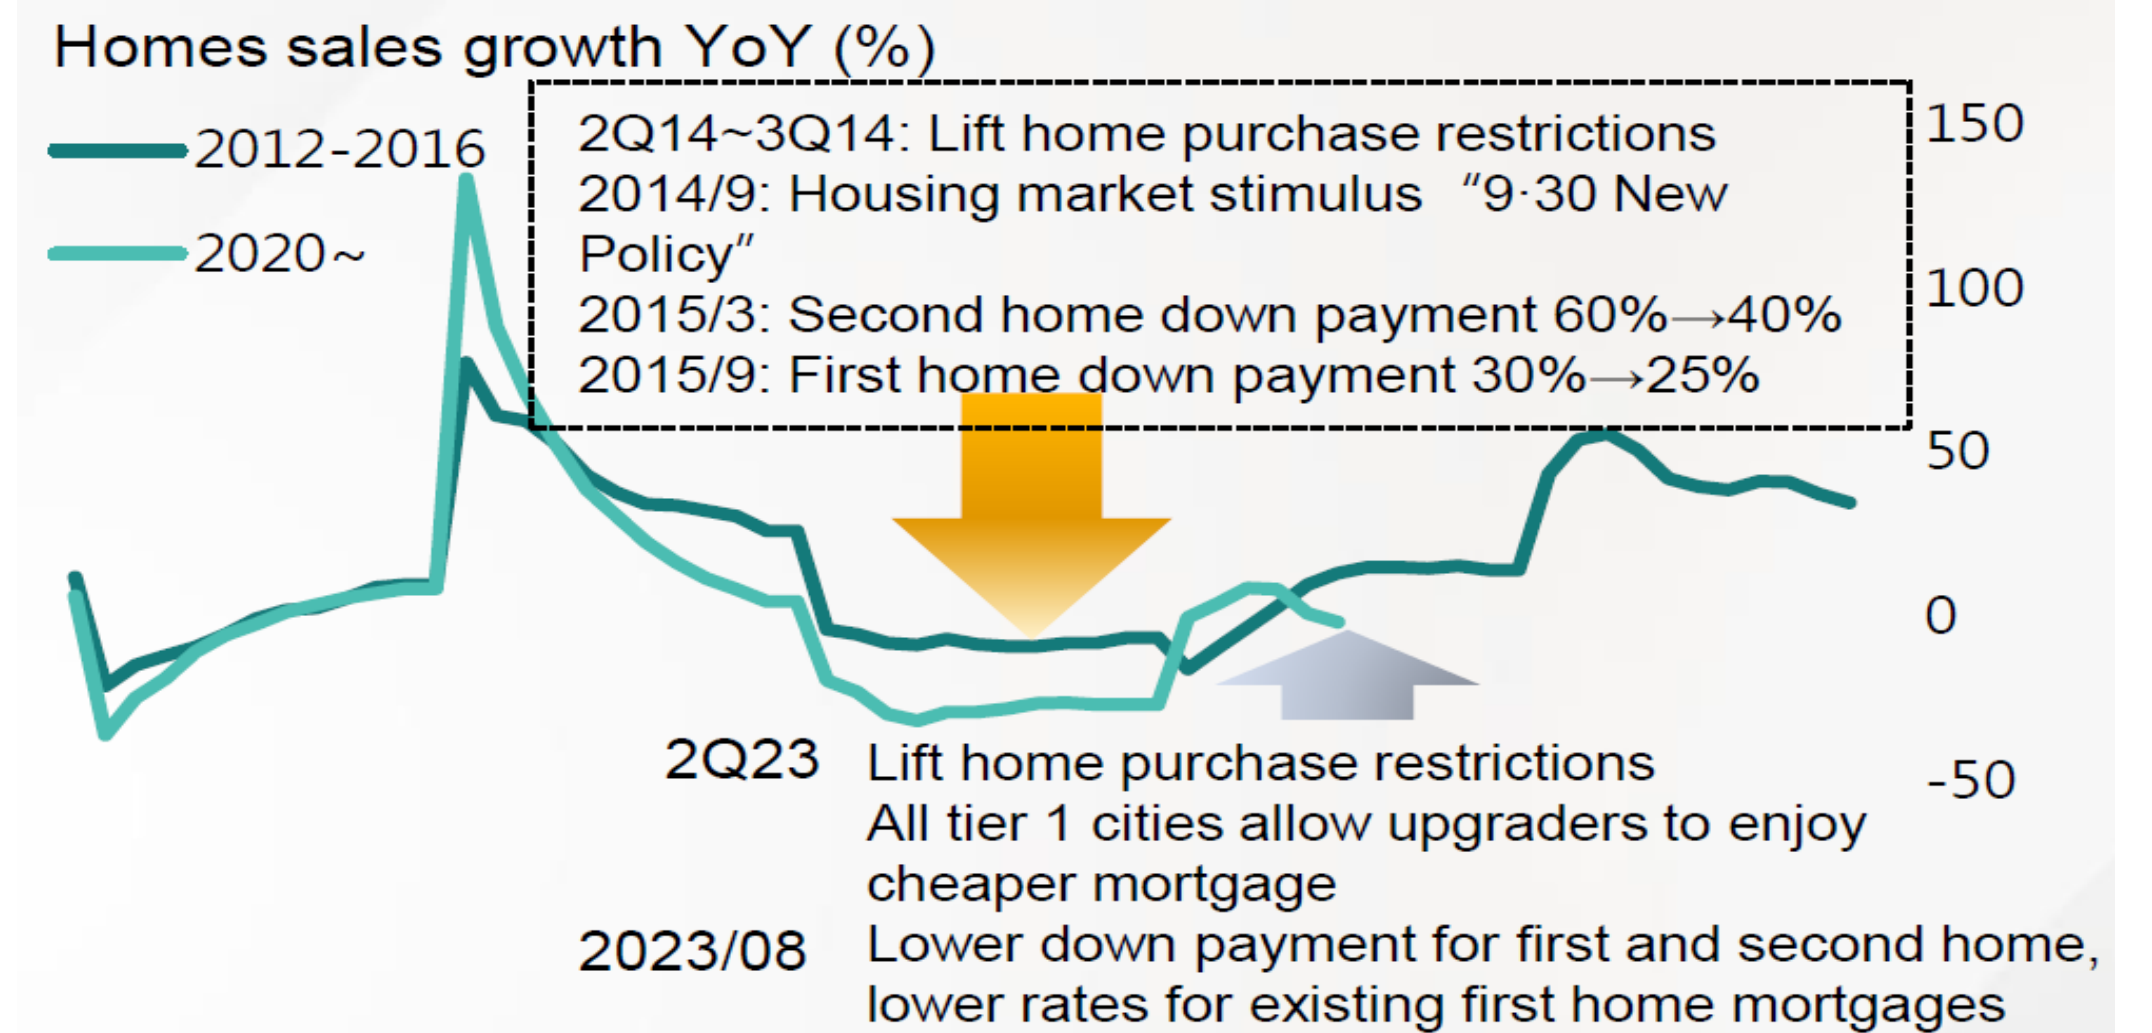 Homes sales growth YoY (%)
2012-2016
2020~
2Q14~3Q14: Lift home purchase restrictions
2014/9: Housing market stimulus “9·30 New
Policy”
2015/3: Second home down payment 60%→40%
2015/9: First home down payment 30%→25%
150
100
50
0
-50
2Q23 Lift home purchase restrictions
All tier 1 cities allow upgraders to enjoy
cheaper mortgage
2023/08 Lower down payment for first and second home,
lower rates for existing first home mortgages